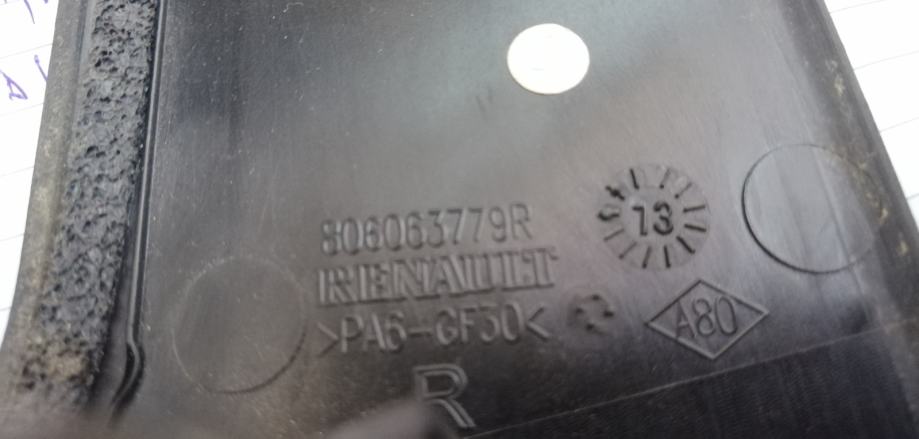 806063779R
13
RENAULT
>PA6-GF30<
A80
R